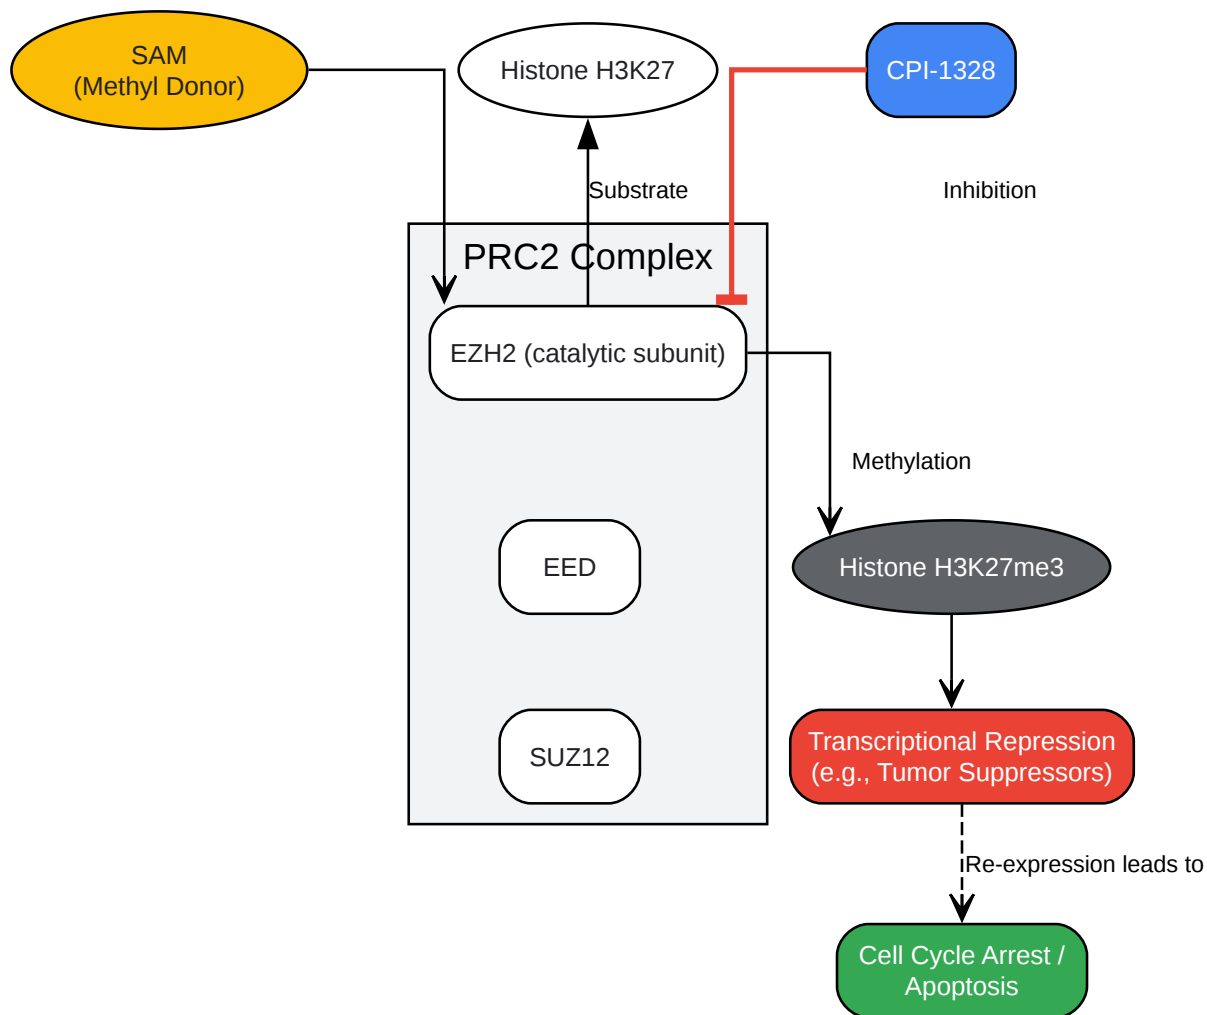 SAM
(Methyl Donor)
Histone H3K27
CPI-1328
Substrate
Inhibition
PRC2 Complex
EZH2 (catalytic subunit)
Methylation
EED
Histone H3K27me3
SUZ12
Transcriptional Repression
(e.g., Tumor Suppressors)
Re-expression leads to
Cell Cycle Arrest /
Apoptosis